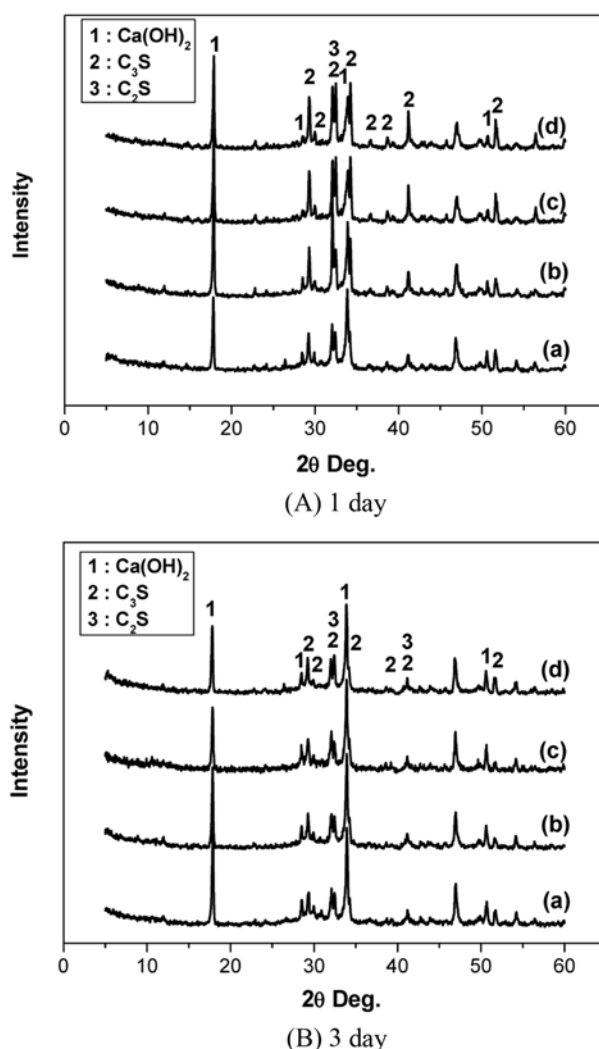 1 : Ca(OH)₂
2 : C₃S
3 : C₂S
1
2
1
2
3
2
1
2
2 2
2
1
2
(d)
(c)
(b)
(a)
Intensity
0 10 20 30 40 50 60
2θ Deg.
(A) 1 day
1 : Ca(OH)₂
2 : C₃S
3 : C₂S
1
1
2
2
3
2
1
2
2
3
2
1
2
(d)
(c)
(b)
(a)
Intensity
0 10 20 30 40 50 60
2θ Deg.
(B) 3 day